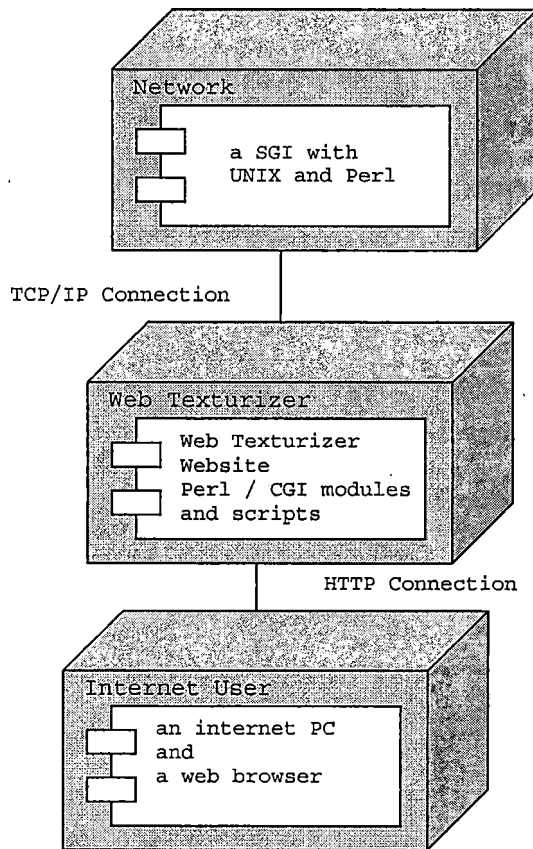 Network
a SGI with
UNIX and Perl
TCP/IP Connection
Web Texturizer
Web Texturizer
Website
Perl / CGI modules
and scripts
HTTP Connection
Internet User
an internet PC
and
a web browser